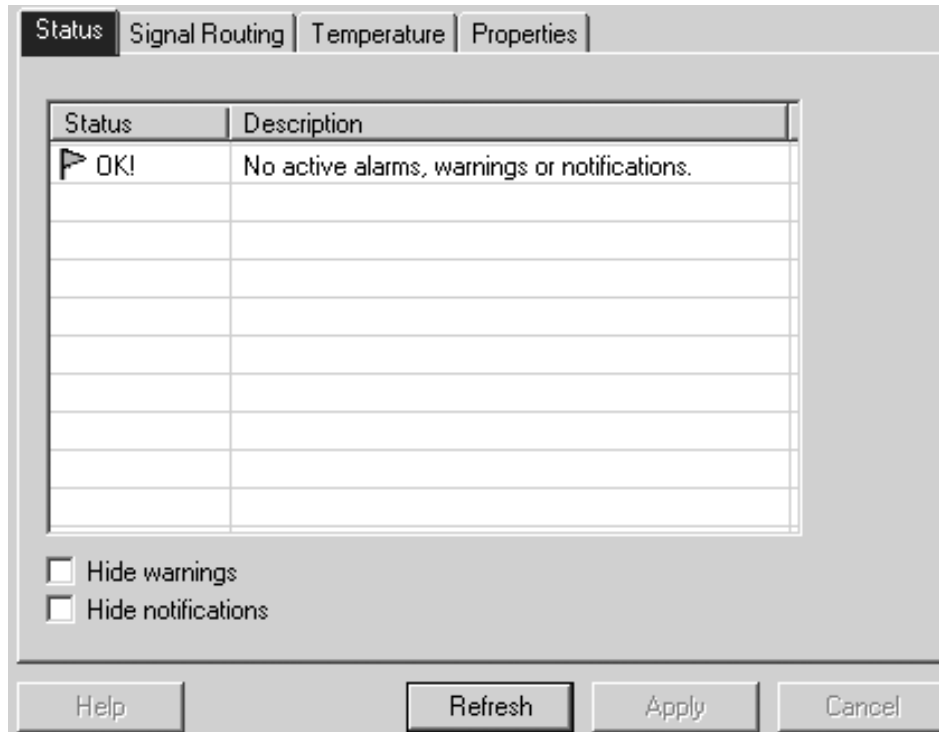 Status Signal Routing Temperature Properties
Status Description
OK! No active alarms, warnings or notifications.
Hide warnings
Hide notifications
Help Refresh Apply Cancel